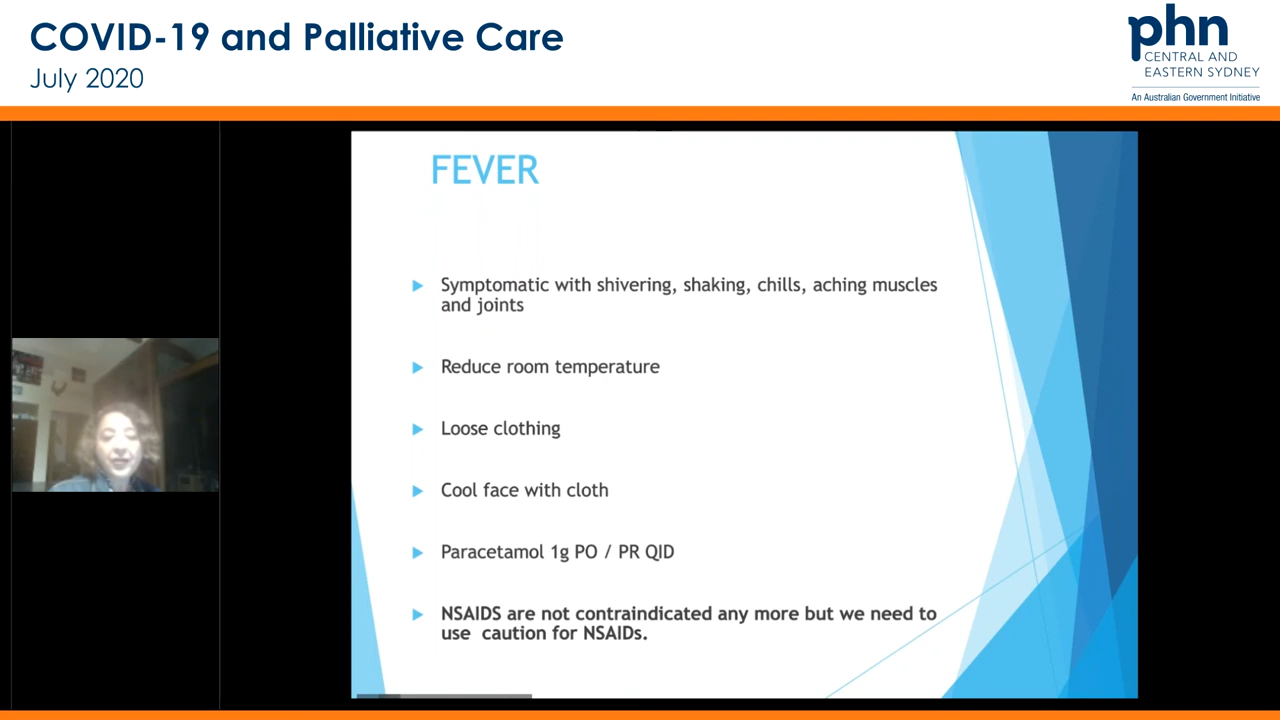 COVID-19 and Palliative Care
July 2020
phn
CENTRAL AND
EASTERN SYDNEY
An Australian Government Initiative
FEVER
Symptomatic with shivering, shaking, chills, aching muscles
and joints
Reduce room temperature
Loose clothing
Cool face with cloth
Paracetamol 1g PO / PR QID
NSAIDS are not contraindicated any more but we need to
use caution for NSAIDs.